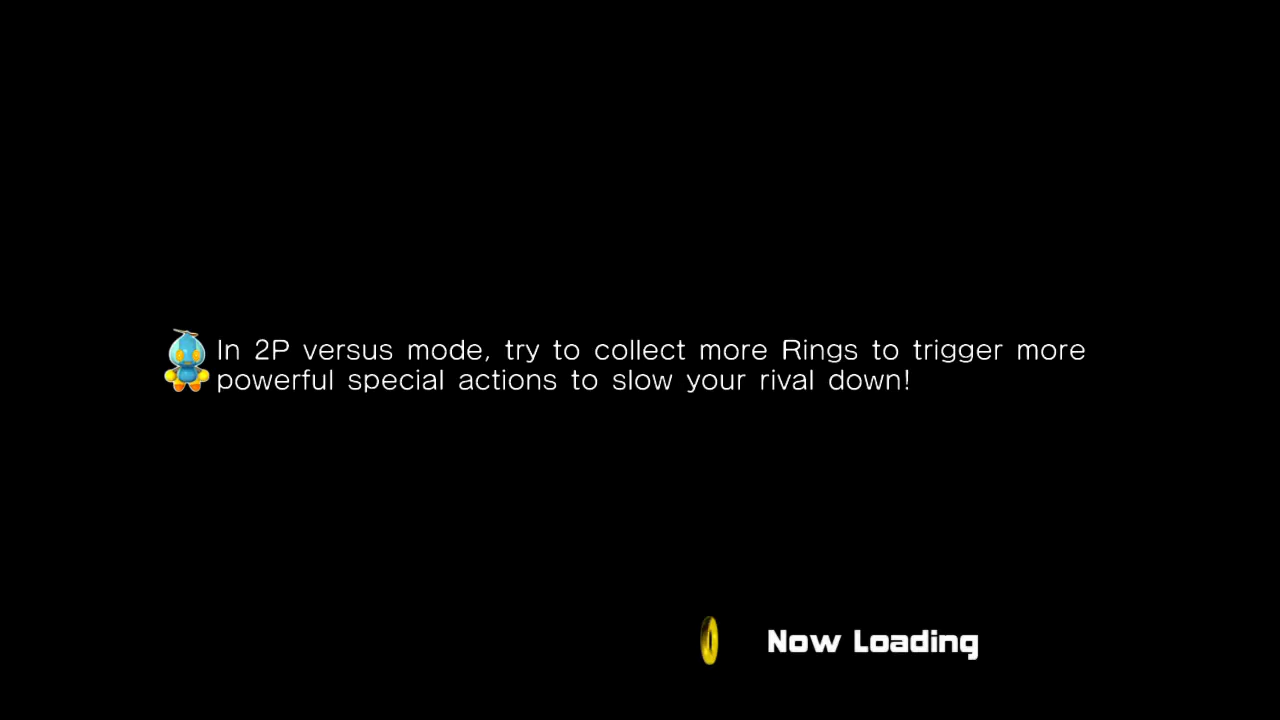 In 2P versus mode, try to collect more Rings to trigger more
powerful special actions to slow your rival down!
Now Loading